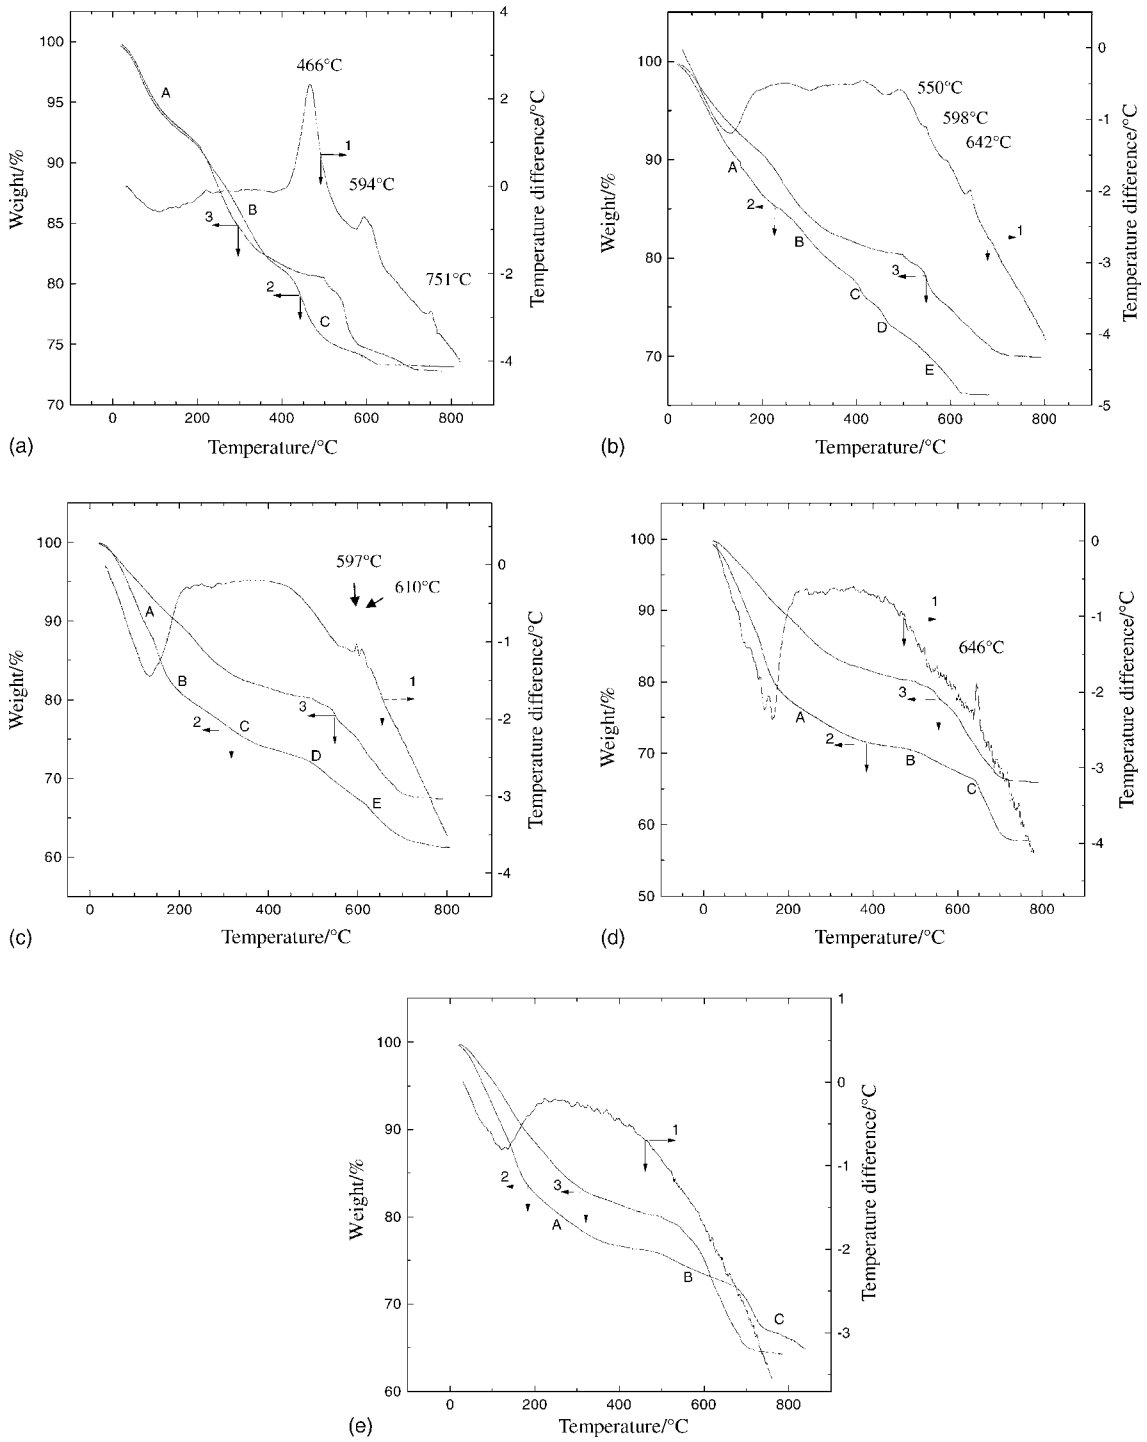 4
100
466°C
3
A
95
2
1
1
90
594°C
0
B
3
85
751°C
80
2
-2
C
75
-4
70
0 200 400 600 800
(a)
Temperature/°C
Weight/%
Temperature difference/°C
0
100
550°C
598°C
-1
642°C
90
A
-2
2
1
B
80
3
-3
C
D
70
E
-4
-5
0 200 400 600 800
(b)
Temperature/°C
Weight/%
Temperature difference/°C
100
597°C
0
610°C
90
A
-1
80
B
1
2
C
3
-2
70
D
E
-3
60
-4
0 200 400 600 800
(c)
Temperature/°C
Weight/%
Temperature difference/°C
100
0
90
1
-1
646°C
80
3
-2
A
70
2
B
C
-3
60
-4
50
0 200 400 600 800
(d)
Temperature/°C
Weight/%
Temperature difference/°C
1
100
0
90
1
-1
2
3
80
A
-2
B
70
C
-3
60
0 200 400 600 800
(e)
Temperature/°C
Weight/%
Temperature difference/°C